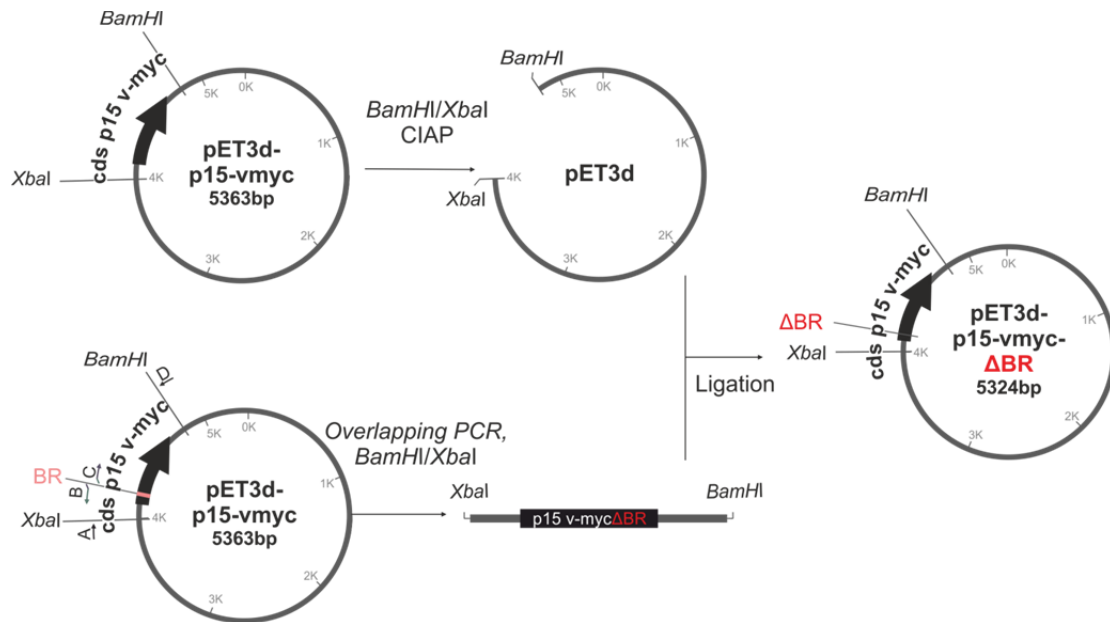 BamHI
cds p15 v-myc
XbaI
0K
1K
2K
3K
4K
5K
pET3d-
p15-vmyc
5363bp
BamHI/XbaI
CIAP
BamHI
XbaI
0K
1K
2K
3K
4K
5K
pET3d
BamHI
D
cds p15 v-myc
BR
B
C
XbaI
A
0K
1K
2K
3K
4K
5K
pET3d-
p15-vmyc
5363bp
Overlapping PCR,
BamHI/XbaI
XbaI
BamHI
p15 v-mycΔBR
Ligation
BamHI
cds p15 v-myc
ΔBR
XbaI
0K
1K
2K
3K
4K
5K
pET3d-
p15-vmyc-
ΔBR
5324bp